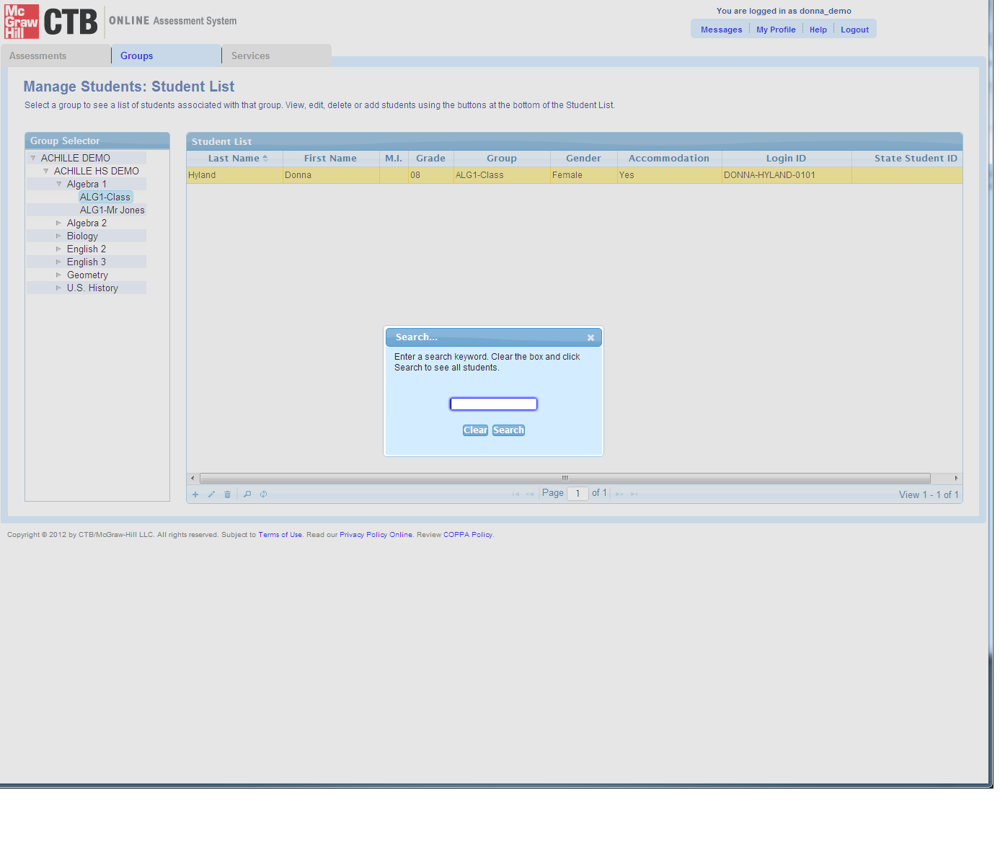 Mc
Graw
Hill
CTB ONLINE Assessment System
You are logged in as donna_demo
Messages My Profile Help Logout
Assessments Groups Services
Manage Students: Student List
Select a group to see a list of students associated with that group. View, edit, delete or add students using the buttons at the bottom of the Student List.
Group Selector
ACHILLE DEMO
ACHILLE HS DEMO
Algebra 1
ALG1-Class
ALG1-Mr Jones
Algebra 2
Biology
English 2
English 3
Geometry
U.S. History
Student List
Last Name First Name M.I. Grade Group Gender Accommodation Login ID State Student ID
Hyland Donna 08 ALG1-Class Female Yes DONNA-HYLAND-0101
Search...
Enter a search keyword. Clear the box and click
Search to see all students.
Clear Search
Page 1 of 1
View 1 - 1 of 1
Copyright © 2012 by CTB/McGraw-Hill LLC. All rights reserved. Subject to Terms of Use. Read our Privacy Policy Online. Review COPPA Policy.